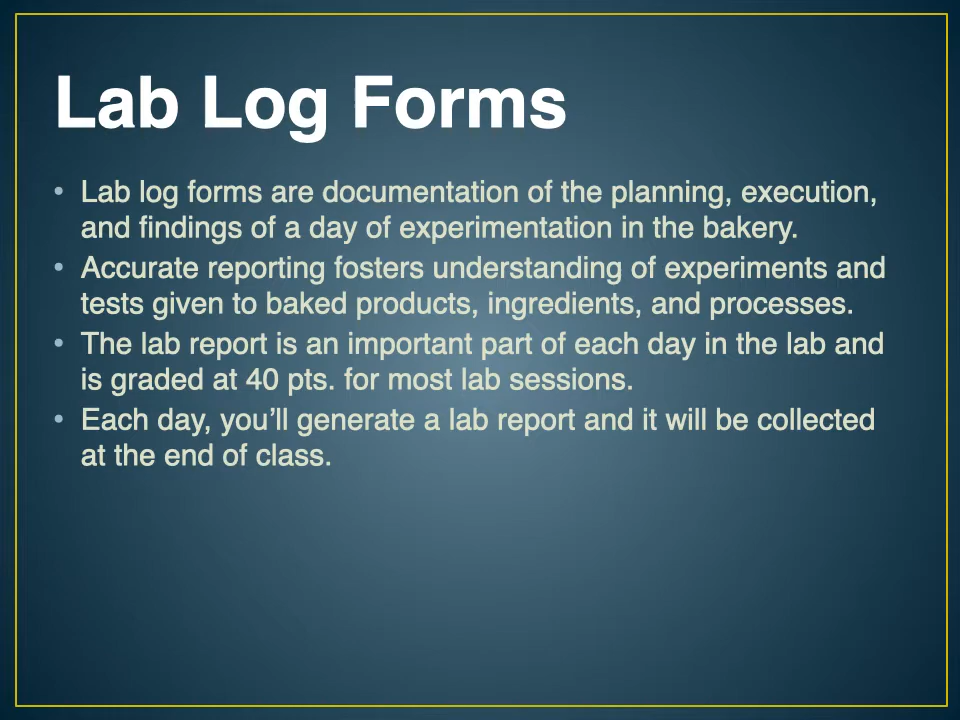 Lab Log Forms
• Lab log forms are documentation of the planning, execution,
and findings of a day of experimentation in the bakery.
• Accurate reporting fosters understanding of experiments and
tests given to baked products, ingredients, and processes.
• The lab report is an important part of each day in the lab and
is graded at 40 pts. for most lab sessions.
• Each day, you’ll generate a lab report and it will be collected
at the end of class.